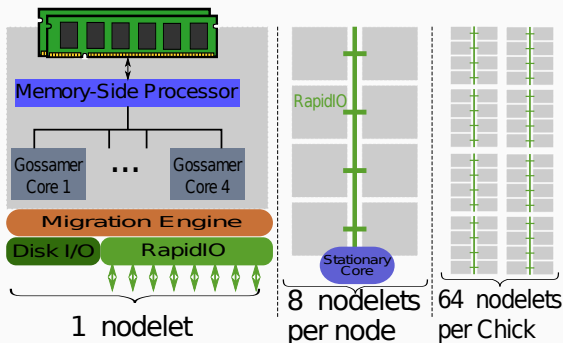 Memory-Side Processor
Gossamer
Core 1
...
Gossamer
Core 4
Migration Engine
Disk I/O
RapidIO
1 nodelet
RapidIO
Stationary
Core
8 nodelets
per node
64 nodelets
per Chick